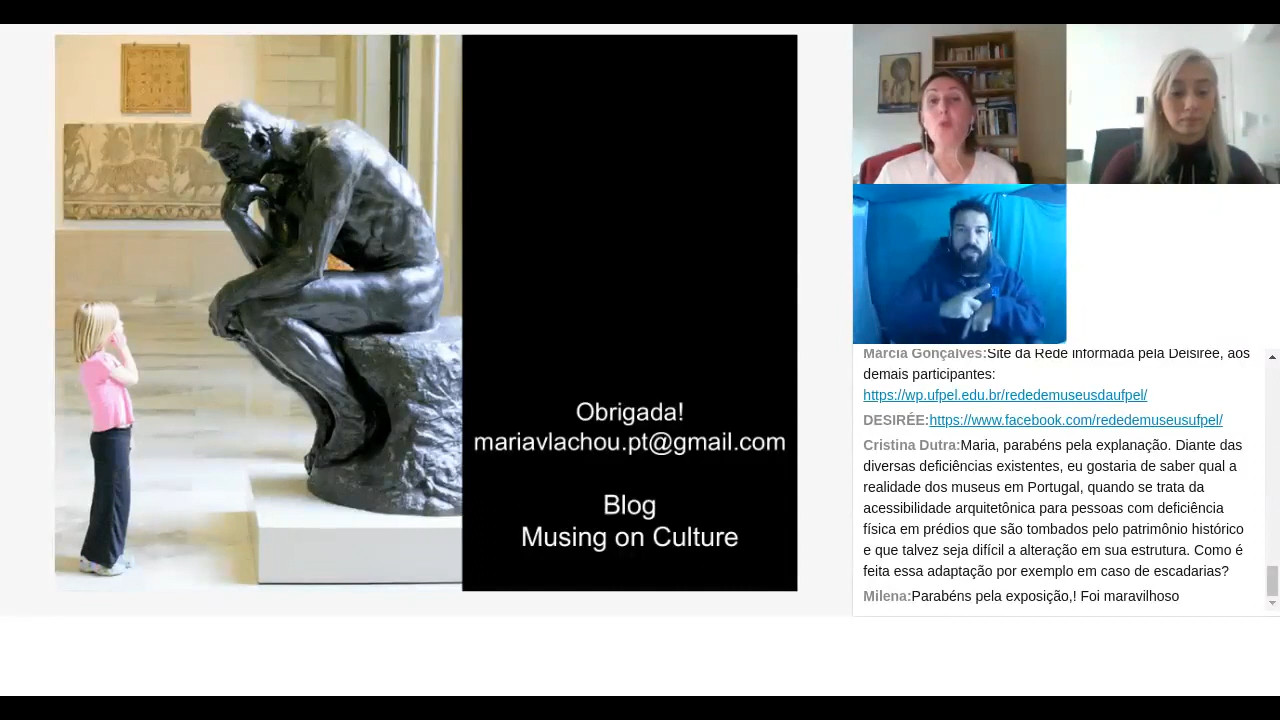 Obrigada!
mariavlachou.pt@gmail.com
Blog
Musing on Culture
Marcia Gonçalves:Site da Rede informada pela Deisirée, aos
demais participantes:
https://wp.ufpel.edu.br/rededemuseusdaufpel/
DESIRÉE:https://www.facebook.com/rededemuseusufpel/
Cristina Dutra:Maria, parabéns pela explanação. Diante das
diversas deficiências existentes, eu gostaria de saber qual a
realidade dos museus em Portugal, quando se trata da
acessibilidade arquitetônica para pessoas com deficiência
física em prédios que são tombados pelo patrimônio histórico
e que talvez seja difícil a alteração em sua estrutura. Como é
feita essa adaptação por exemplo em caso de escadarias?
Milena:Parabéns pela exposição,! Foi maravilhoso